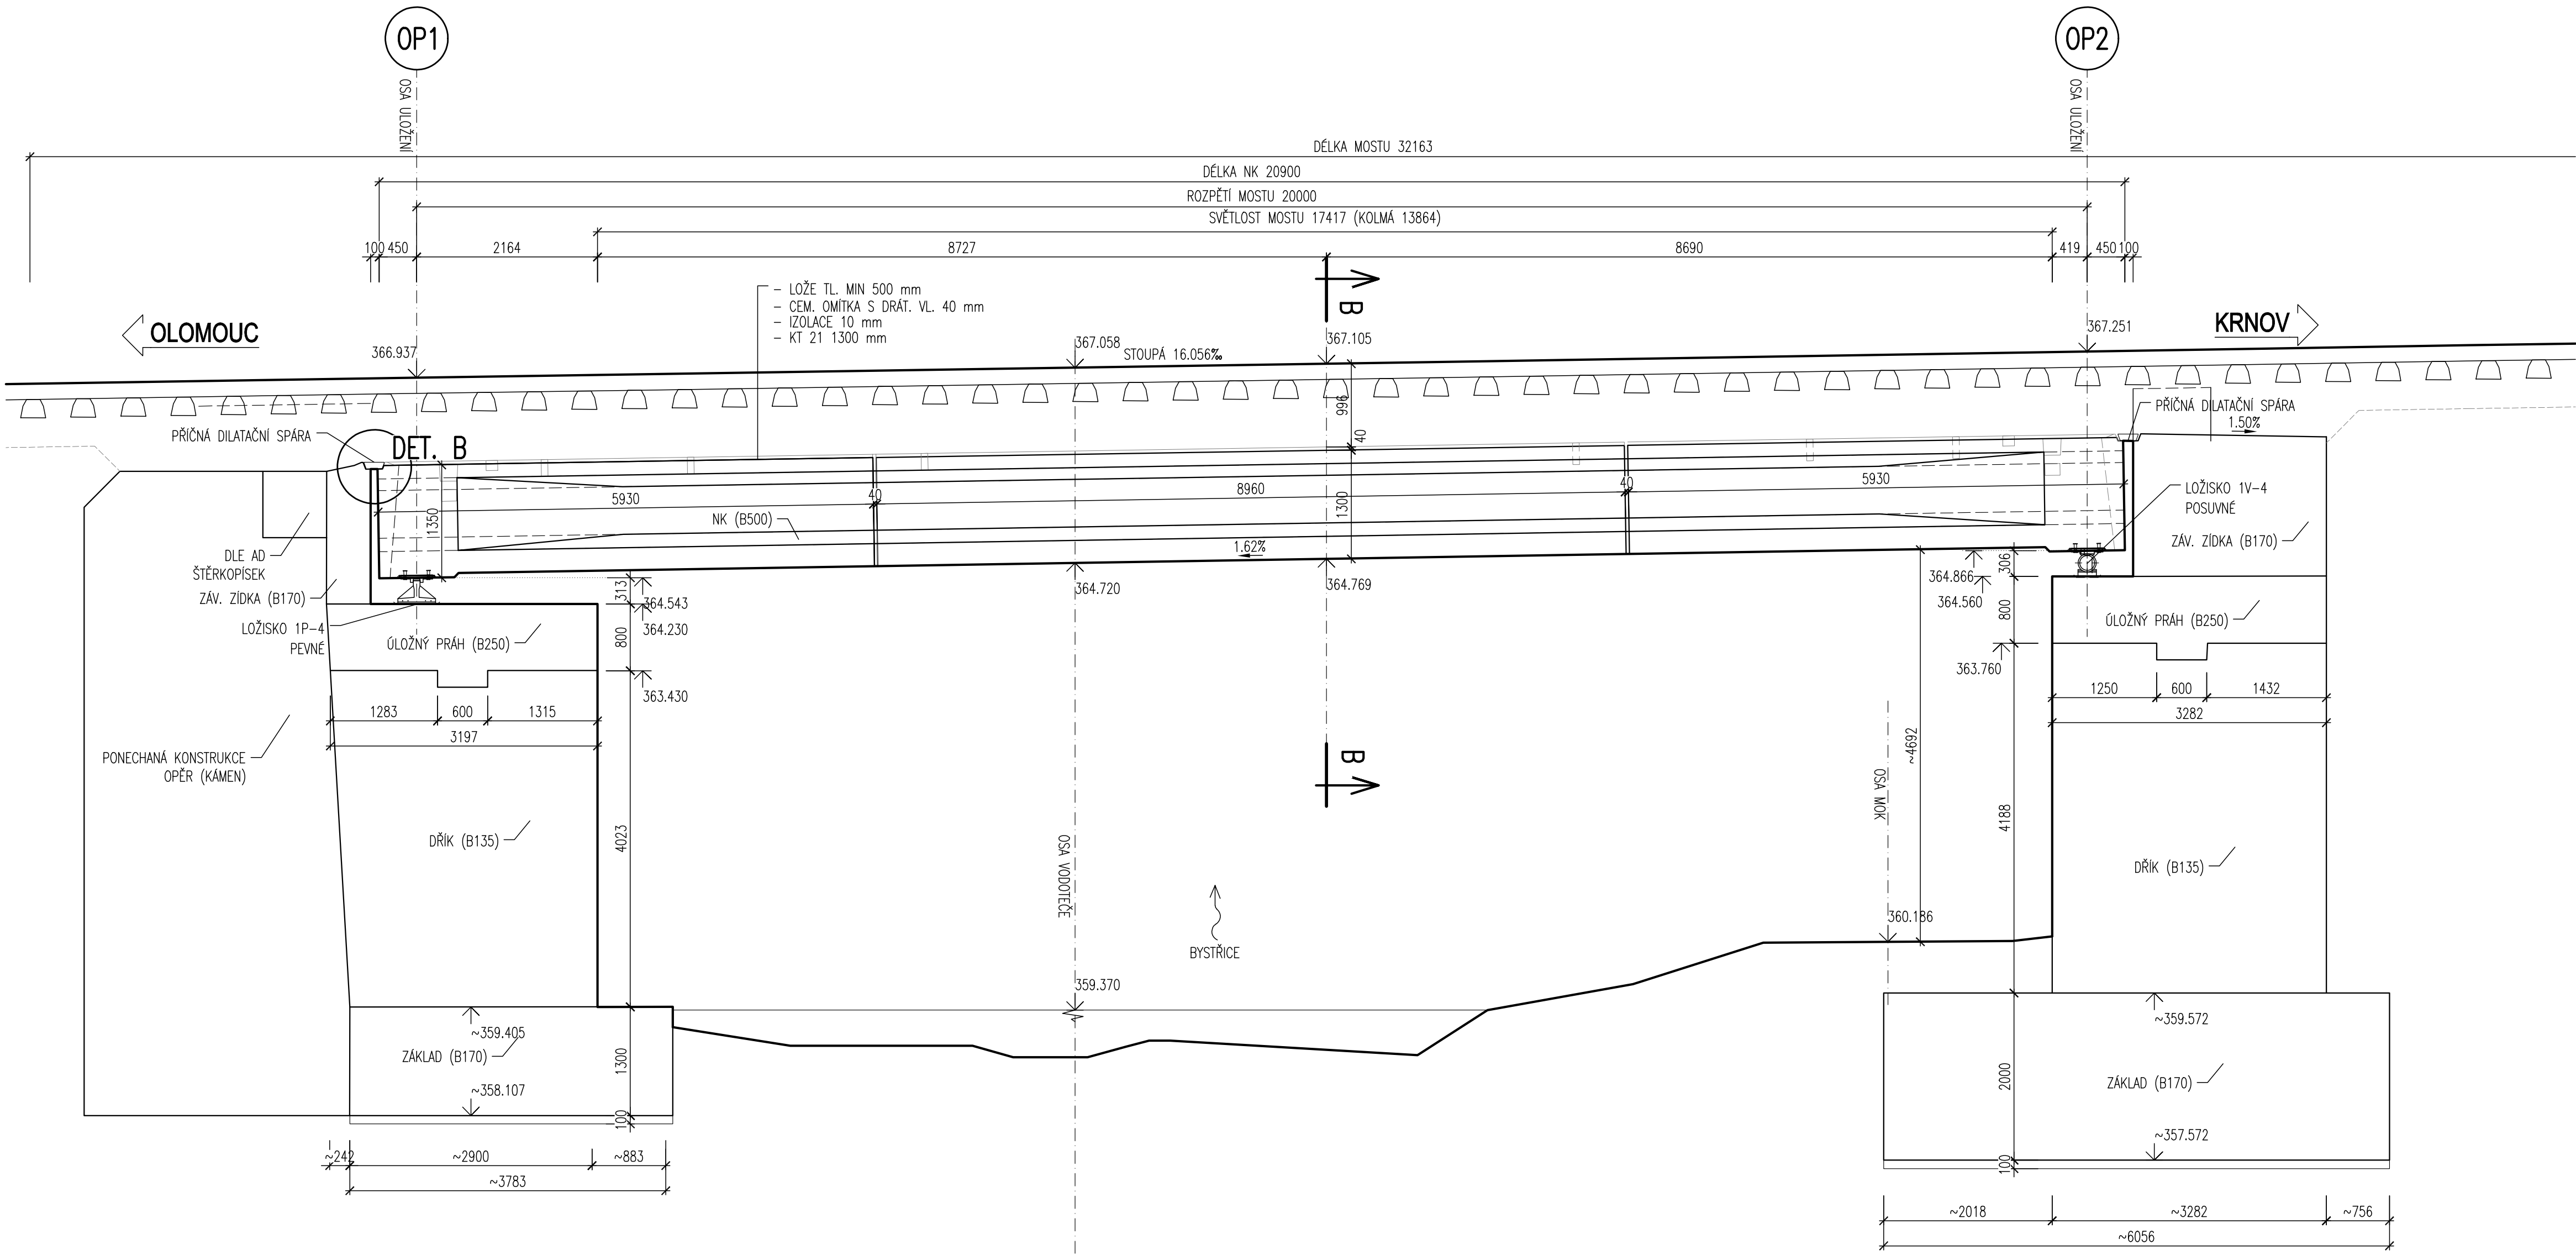 OP1
OP2
OSA ULOŽENÍ
OSA ULOŽENÍ
DÉLKA MOSTU 32163
DÉLKA NK 20900
ROZPĚTÍ MOSTU 20000
SVĚTLOST MOSTU 17417 (KOLMÁ 13864)
100 450 2164 8727 8690 419 450 100
- LOŽE TL. MIN 500 mm
- CEM. OMÍTKA S DRÁT. VL. 40 mm
- IZOLACE 10 mm
- KT 21 1300 mm
B
OLOMOUC
KRNOV
366.937
367.058
STOUPÁ 16.056‰
367.105
367.251
996
40
PŘÍČNÁ DILATAČNÍ SPÁRA
DET. B
PŘÍČNÁ DILATAČNÍ SPÁRA
1.50%
5930 40 8960 40 5930
1350
1300
NK (B500)
1.62%
LOŽISKO 1V-4
POSUVNÉ
ZÁV. ZÍDKA (B170)
DLE AD
ŠTĚRKOPÍSEK
ZÁV. ZÍDKA (B170)
LOŽISKO 1P-4
PEVNÉ
313
364.543
364.230
364.720
364.769
364.866
364.560
306
ÚLOŽNÝ PRÁH (B250)
800
363.430
ÚLOŽNÝ PRÁH (B250)
800
363.760
1283 600 1315
3197
1250 600 1432
3282
PONECHANÁ KONSTRUKCE
OPĚR (KÁMEN)
B
~4692
OSA MOK
DŘÍK (B135)
4023
OSA VODOTEČE
4188
DŘÍK (B135)
360.186
BYSTŘICE
359.370
~359.405
ZÁKLAD (B170)
~358.107
1300
100
~359.572
ZÁKLAD (B170)
~357.572
2000
100
~242 ~2900 ~883
~3783
~2018 ~3282 ~756
~6056